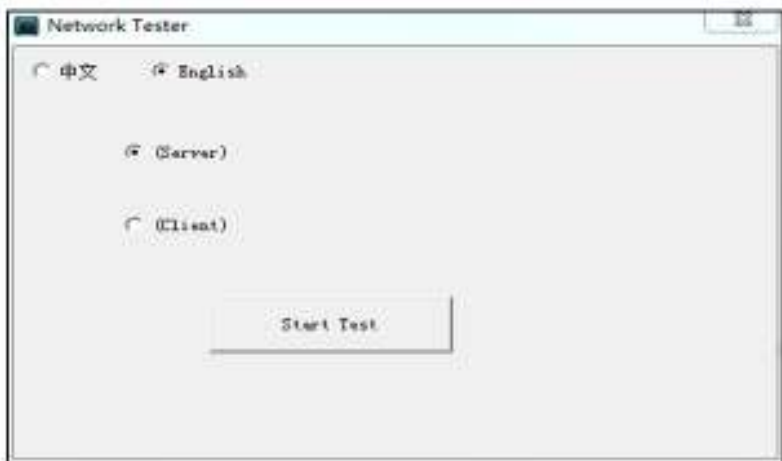 Network Tester
中文 English
(Server)
(Client)
Start Test